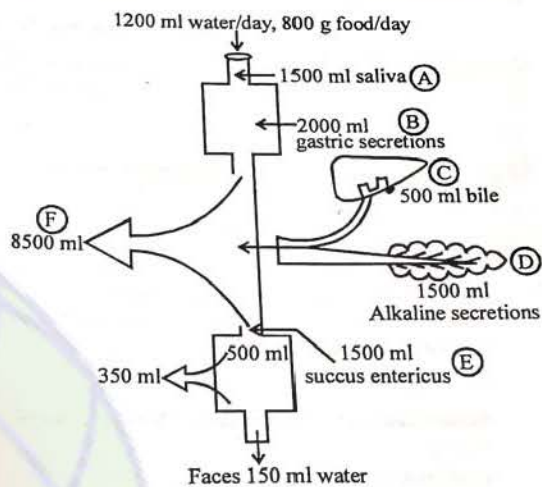 1200 ml water/day, 800 g food/day
1500 ml saliva A
2000 ml B
gastric secretions
C
500 ml bile
F
8500 ml
D
1500 ml
Alkaline secretions
500 ml
1500 ml
succus entericus E
350 ml
Faces 150 ml water